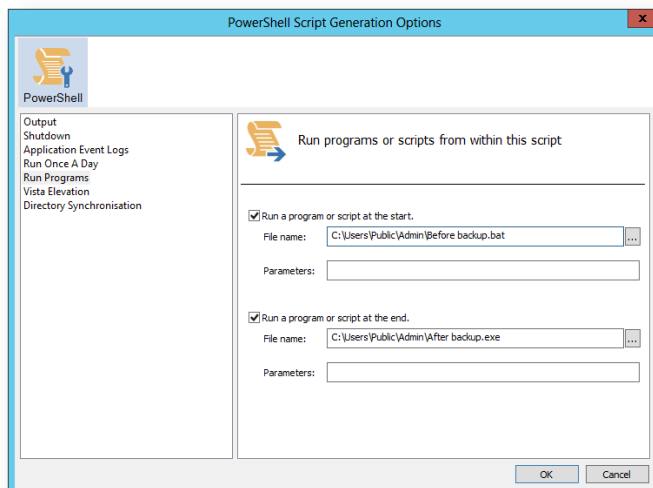 PowerShell Script Generation Options
x
PowerShell
Output
Shutdown
Application Event Logs
Run Once A Day
Run Programs
Vista Elevation
Directory Synchronisation
Run programs or scripts from within this script
Run a program or script at the start.
File name: C:\Users\Public\Admin\Before backup.bat ...
Parameters:
Run a program or script at the end.
File name: C:\Users\Public\Admin\After backup.exe ...
Parameters:
OK Cancel